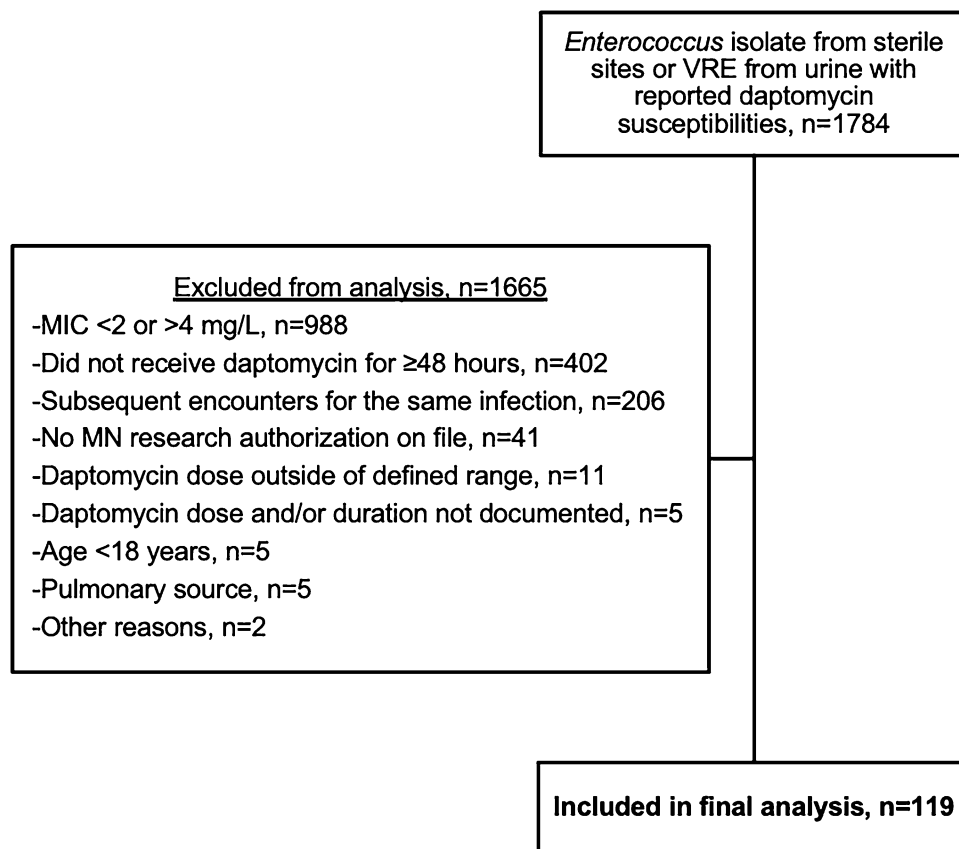 Enterococcus isolate from sterile
sites or VRE from urine with
reported daptomycin
susceptibilities, n=1784
Excluded from analysis, n=1665
-MIC <2 or >4 mg/L, n=988
-Did not receive daptomycin for ≥48 hours, n=402
-Subsequent encounters for the same infection, n=206
-No MN research authorization on file, n=41
-Daptomycin dose outside of defined range, n=11
-Daptomycin dose and/or duration not documented, n=5
-Age <18 years, n=5
-Pulmonary source, n=5
-Other reasons, n=2
Included in final analysis, n=119